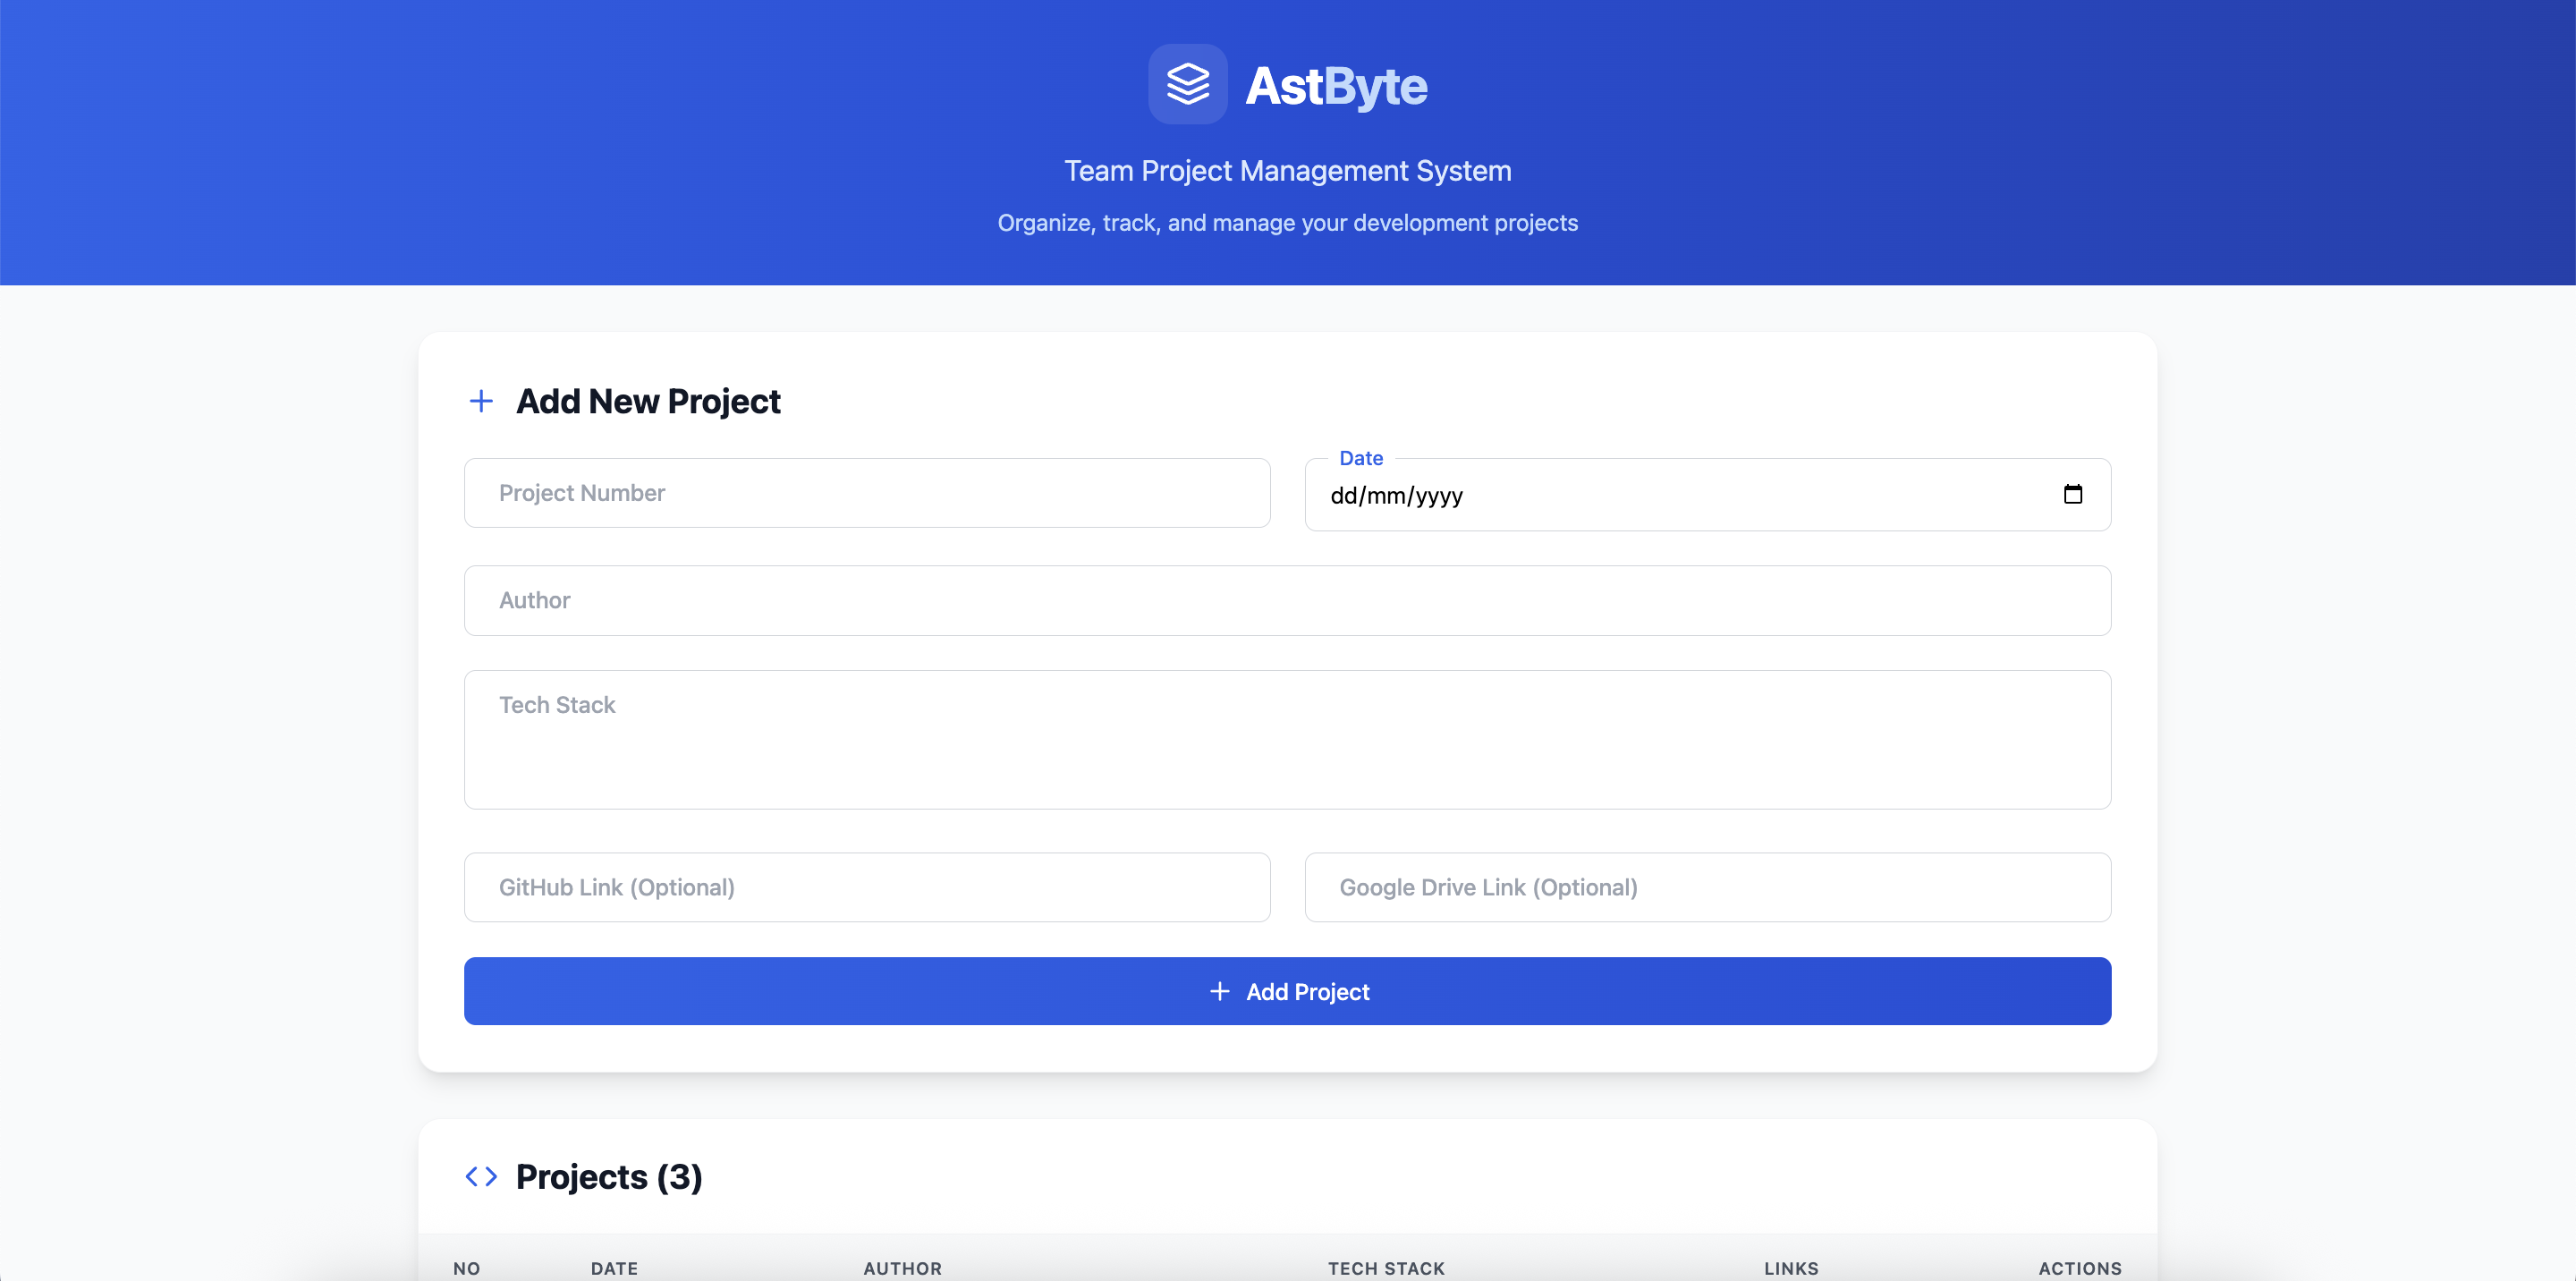 AstByte
Team Project Management System
Organize, track, and manage your development projects
Add New Project
Project Number
Date
dd/mm/yyyy
Author
Tech Stack
GitHub Link (Optional)
Google Drive Link (Optional)
Add Project
Projects (3)
NO DATE AUTHOR TECH STACK LINKS ACTIONS